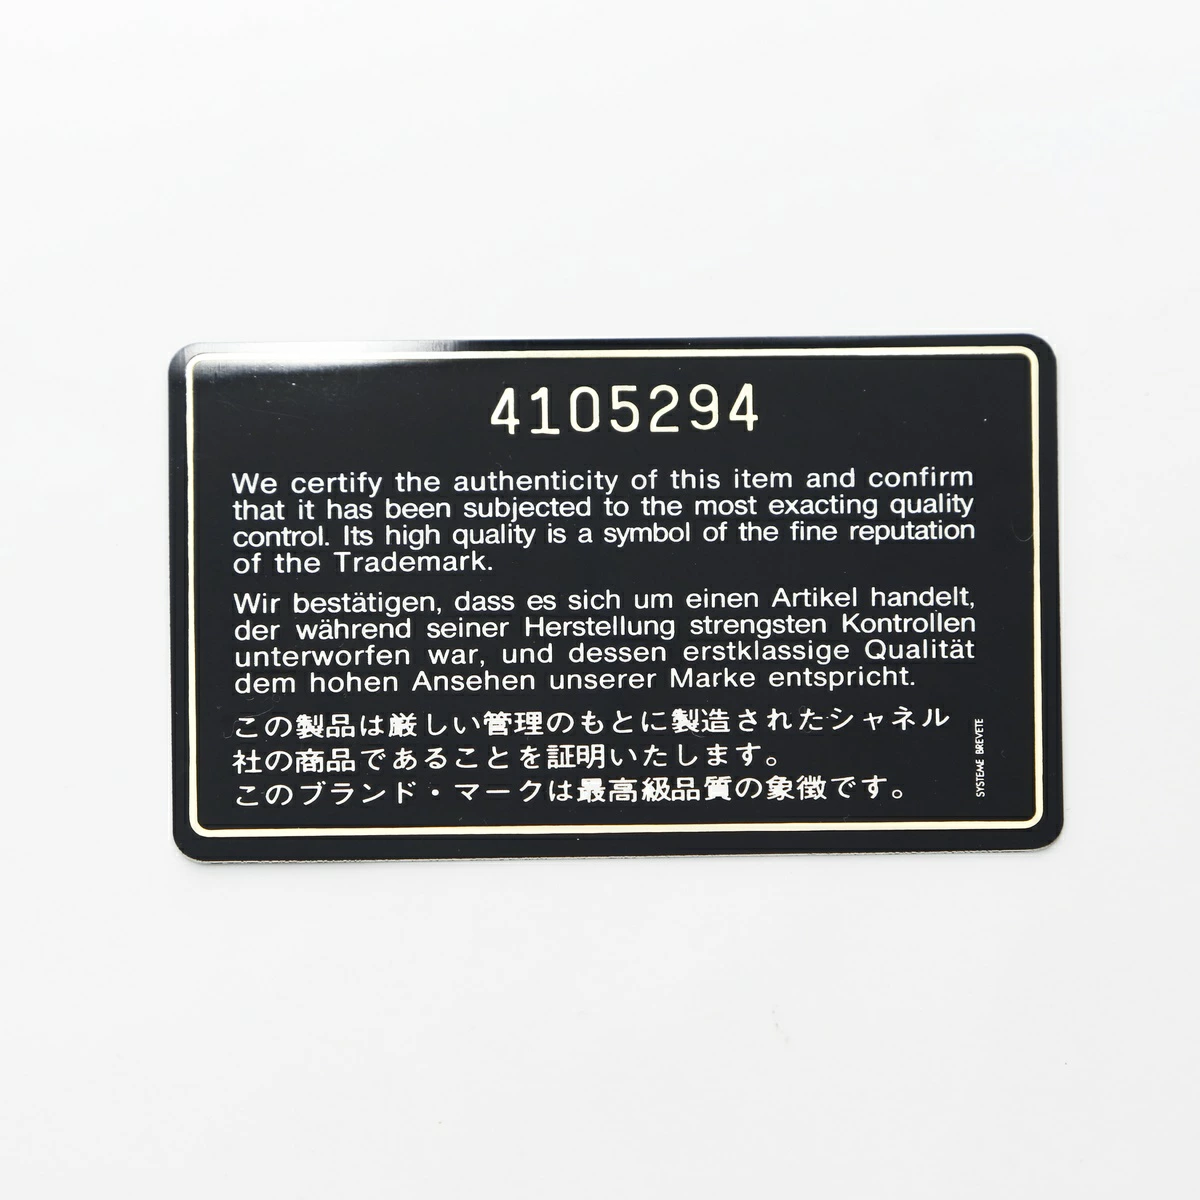 4105294
We certify the authenticity of this item and confirm
that it has been subjected to the most exacting quality
control. Its high quality is a symbol of the fine reputation
of the Trademark.
Wir bestätigen, dass es sich um einen Artikel handelt,
der während seiner Herstellung strengsten Kontrollen
unterworfen war, und dessen erstklassige Qualität
dem hohen Ansehen unserer Marke entspricht.
この製品は厳しい管理のもとに製造されたシャネル
社の商品であることを証明いたします。
このブランド・マークは最高級品質の象徴です。
SYSTEME BREVETE